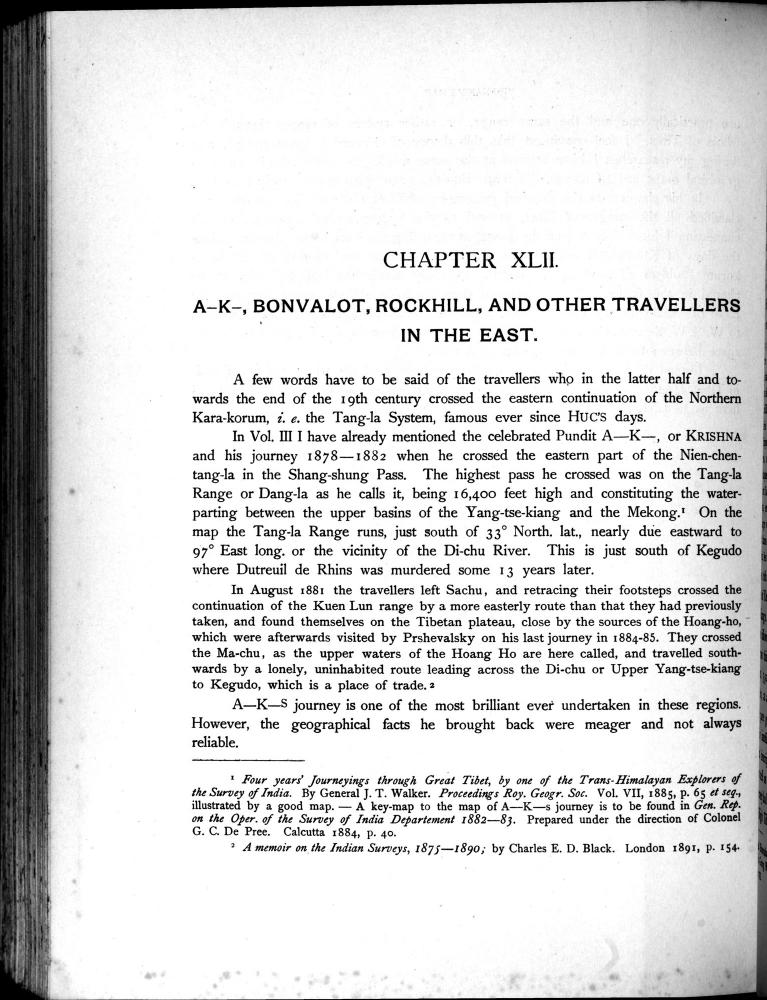 CHAPTER XLII.
A–K–, BONVALOT, ROCKHILL, AND OTHER TRAVELLERS
IN THE EAST.
A few words have to be said of the travellers who in the latter half and to-
wards the end of the 19th century crossed the eastern continuation of the Northern
Kara-korum, i. e. the Tang-la System, famous ever since HUC'S days.
In Vol. III I have already mentioned the celebrated Pundit A—K—, or KRISHNA
and his journey 1878—1882 when he crossed the eastern part of the Nien-chen-
tang-la in the Shang-shung Pass. The highest pass he crossed was on the Tang-la
Range or Dang-la as he calls it, being 16,400 feet high and constituting the water-
parting between the upper basins of the Yang-tse-kiang and the Mekong.¹ On the
map the Tang-la Range runs, just south of 33° North. lat., nearly due eastward to
97° East long. or the vicinity of the Di-chu River. This is just south of Kegudo
where Dutreuil de Rhins was murdered some 13 years later.
In August 1881 the travellers left Sachu, and retracing their footsteps crossed the
continuation of the Kuen Lun range by a more easterly route than that they had previously
taken, and found themselves on the Tibetan plateau, close by the sources of the Hoang-ho,
which were afterwards visited by Prshevalsky on his last journey in 1884-85. They crossed
the Ma-chu, as the upper waters of the Hoang Ho are here called, and travelled south-
wards by a lonely, uninhabited route leading across the Di-chu or Upper Yang-tse-kiang
to Kegudo, which is a place of trade.²
A—K—s journey is one of the most brilliant ever undertaken in these regions.
However, the geographical facts he brought back were meager and not always
reliable.
¹ Four years' Journeyings through Great Tibet, by one of the Trans-Himalayan Explorers of
the Survey of India. By General J. T. Walker. Proceedings Roy. Geogr. Soc. Vol. VII, 1885, p. 65 et seq.,
illustrated by a good map. — A key-map to the map of A—K—s journey is to be found in Gen. Rep.
on the Oper. of the Survey of India Departement 1882—83. Prepared under the direction of Colonel
G. C. De Pree. Calcutta 1884, p. 40.
² A memoir on the Indian Surveys, 1875—1890; by Charles E. D. Black. London 1891, p. 154.